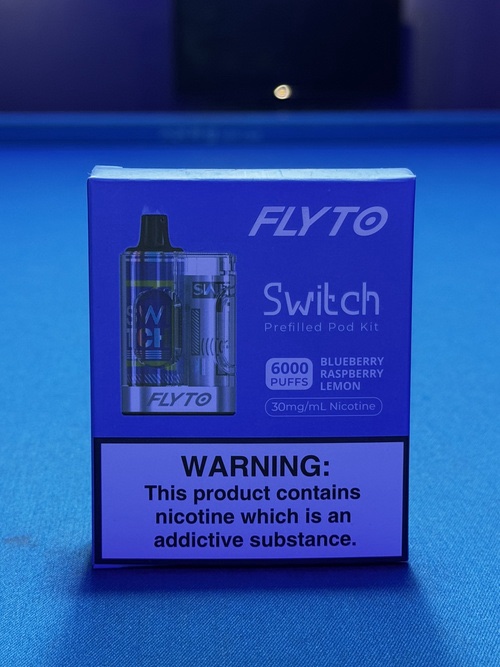 FLYTO
Switch
Prefilled Pod Kit
6000
PUFFS
BLUEBERRY
RASPBERRY
LEMON
30mg/mL Nicotine
SW
FLYTO
WARNING:
This product contains
nicotine which is an
addictive substance.